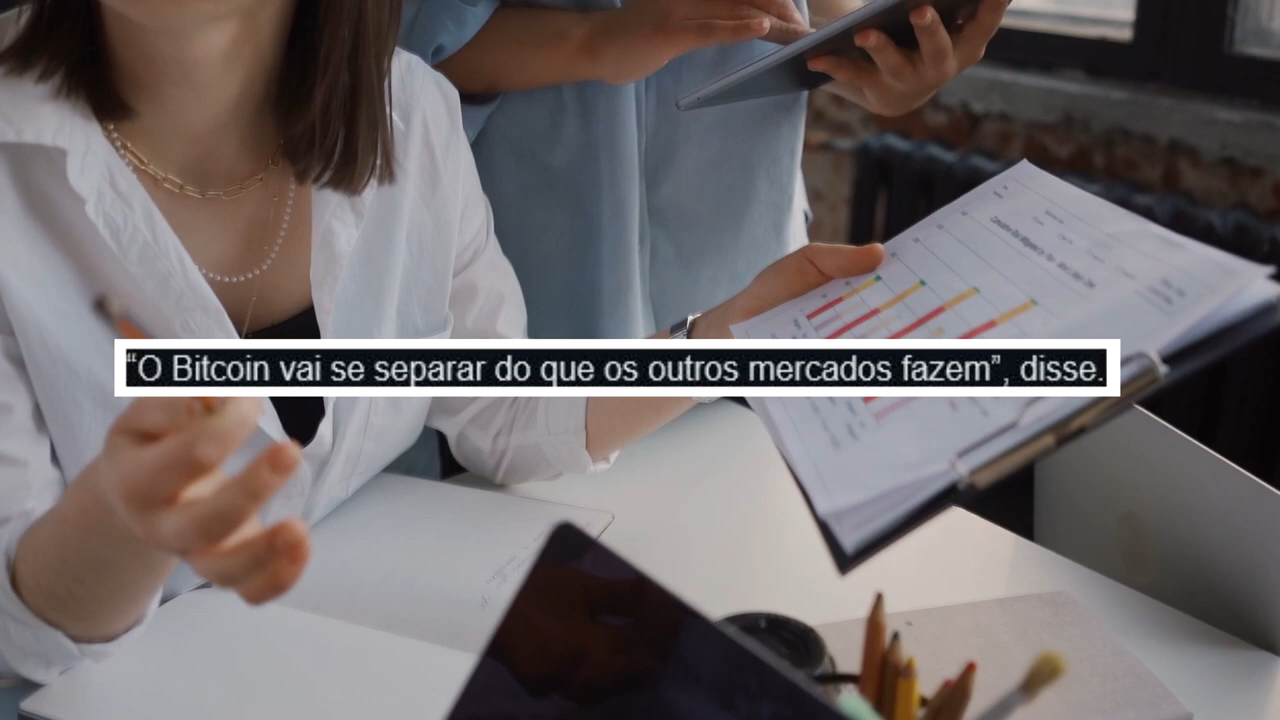 “O Bitcoin vai se separar do que os outros mercados fazem”, disse.